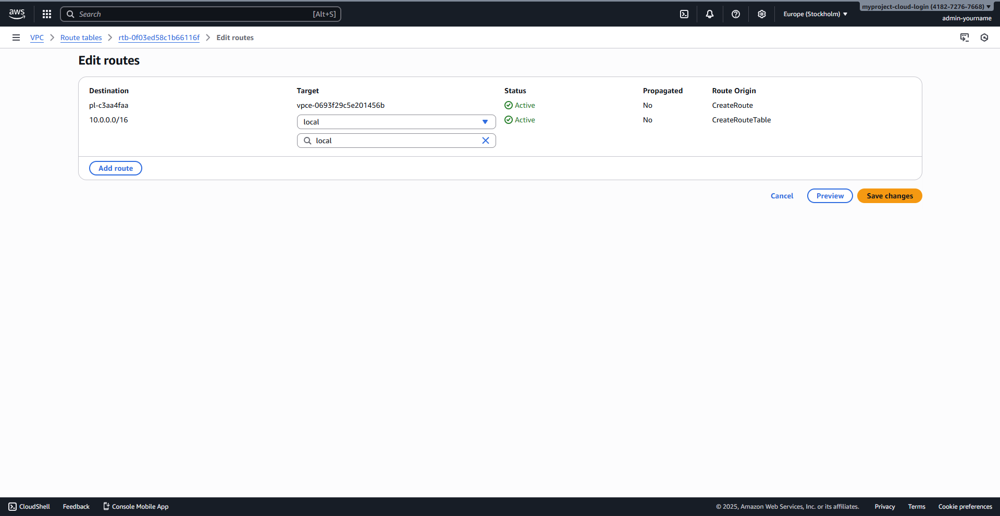 aws
Search [Alt+S]
Europe (Stockholm)
myproject-cloud-login (4182-7276-7668)
admin-yourname
VPC
Route tables
rtb-0f03ed58c1b66116f
Edit routes
Edit routes
Destination Target Status Propagated Route Origin
pl-c3aa4faa vpce-0693f29c5e201456b Active No CreateRoute
10.0.0.0/16 local Active No CreateRouteTable
local
Add route
Cancel Preview Save changes
CloudShell Feedback Console Mobile App © 2025, Amazon Web Services, Inc. or its affiliates. Privacy Terms Cookie preferences